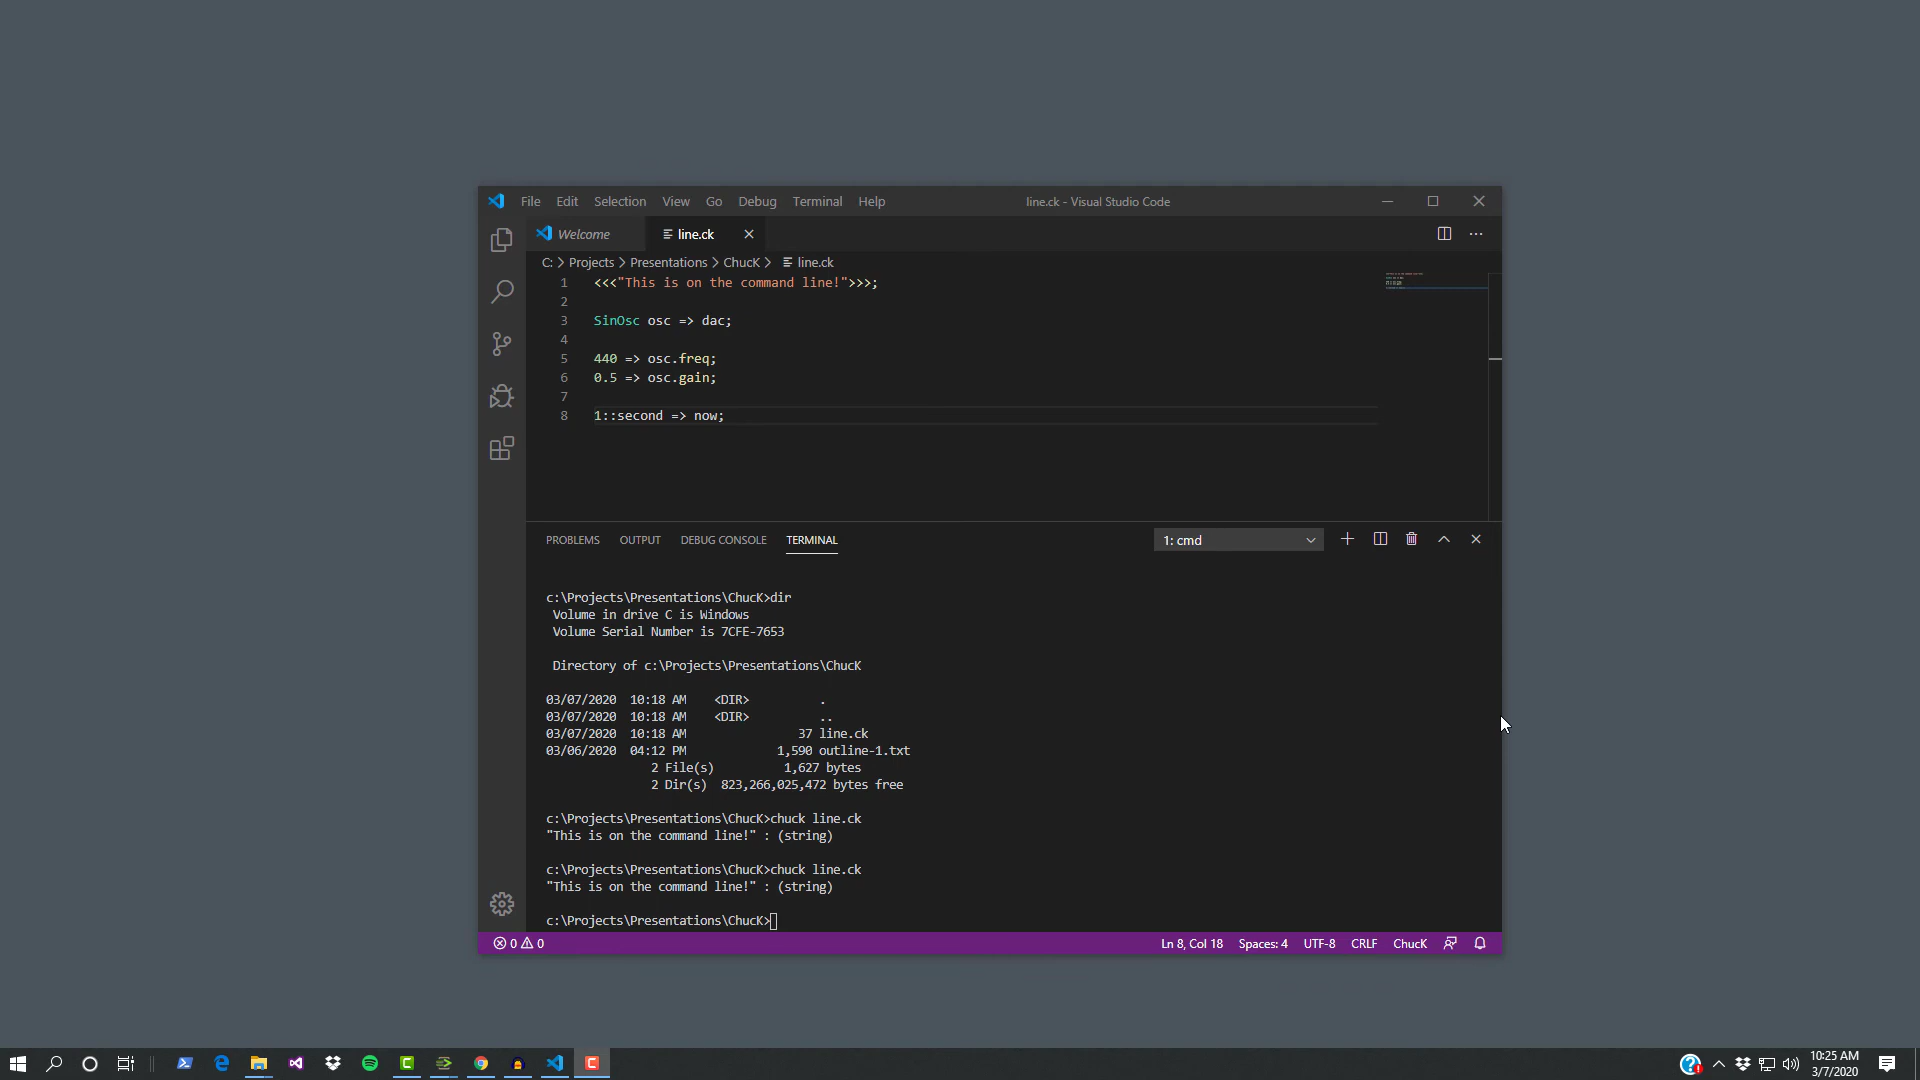 File Edit Selection View Go Debug Terminal Help line.ck - Visual Studio Code
Welcome line.ck
C: > Projects > Presentations > ChucK > line.ck
1 <<<"This is on the command line!">>>;
2
3 SinOsc osc => dac;
4
5 440 => osc.freq;
6 0.5 => osc.gain;
7
8 1::second => now;
PROBLEMS OUTPUT DEBUG CONSOLE TERMINAL 1: cmd
c:\Projects\Presentations\ChucK>dir
Volume in drive C is Windows
Volume Serial Number is 7CFE-7653
Directory of c:\Projects\Presentations\ChucK
03/07/2020 10:18 AM <DIR> .
03/07/2020 10:18 AM <DIR> ..
03/07/2020 10:18 AM 37 line.ck
03/06/2020 04:12 PM 1,590 outline-1.txt
2 File(s) 1,627 bytes
2 Dir(s) 823,266,025,472 bytes free
c:\Projects\Presentations\ChucK>chuck line.ck
"This is on the command line!" : (string)
c:\Projects\Presentations\ChucK>chuck line.ck
"This is on the command line!" : (string)
c:\Projects\Presentations\ChucK>
0 0 Ln 8, Col 18 Spaces: 4 UTF-8 CRLF ChucK
10:25 AM
3/7/2020